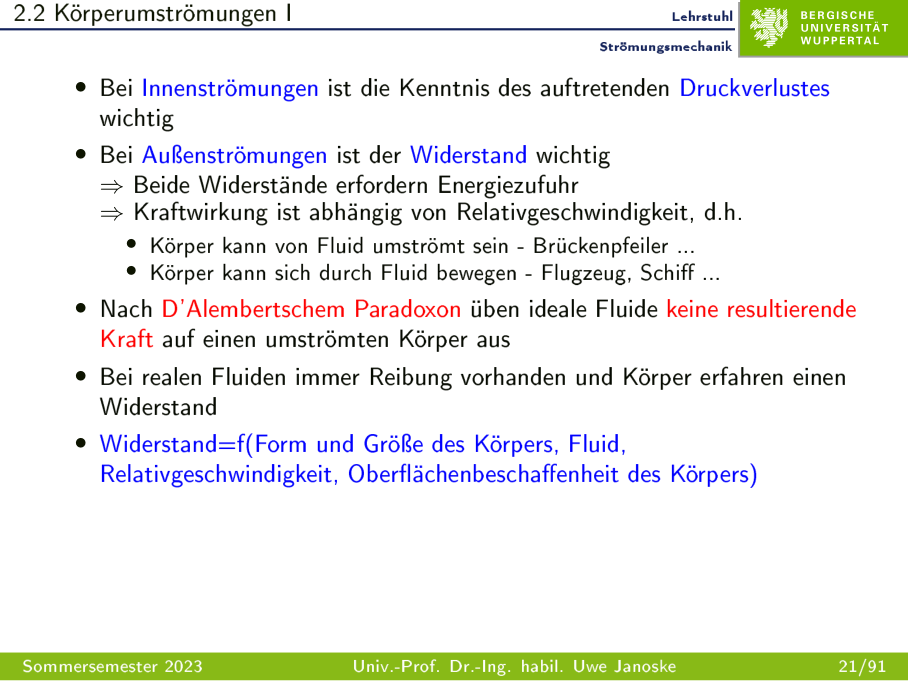 2.2 Körperumströmungen I
Lehrstuhl
Strömungsmechanik
BERGISCHE
UNIVERSITÄT
WUPPERTAL
• Bei Innenströmungen ist die Kenntnis des auftretenden Druckverlustes
wichtig
• Bei Außenströmungen ist der Widerstand wichtig
⇒ Beide Widerstände erfordern Energiezufuhr
⇒ Kraftwirkung ist abhängig von Relativgeschwindigkeit, d.h.
• Körper kann von Fluid umströmt sein - Brückenpfeiler ...
• Körper kann sich durch Fluid bewegen - Flugzeug, Schiff ...
• Nach D'Alembertschem Paradoxon üben ideale Fluide keine resultierende
Kraft auf einen umströmten Körper aus
• Bei realen Fluiden immer Reibung vorhanden und Körper erfahren einen
Widerstand
• Widerstand=f(Form und Größe des Körpers, Fluid,
Relativgeschwindigkeit, Oberflächenbeschaffenheit des Körpers)
Sommersemester 2023
Univ.-Prof. Dr.-Ing. habil. Uwe Janoske
21/91